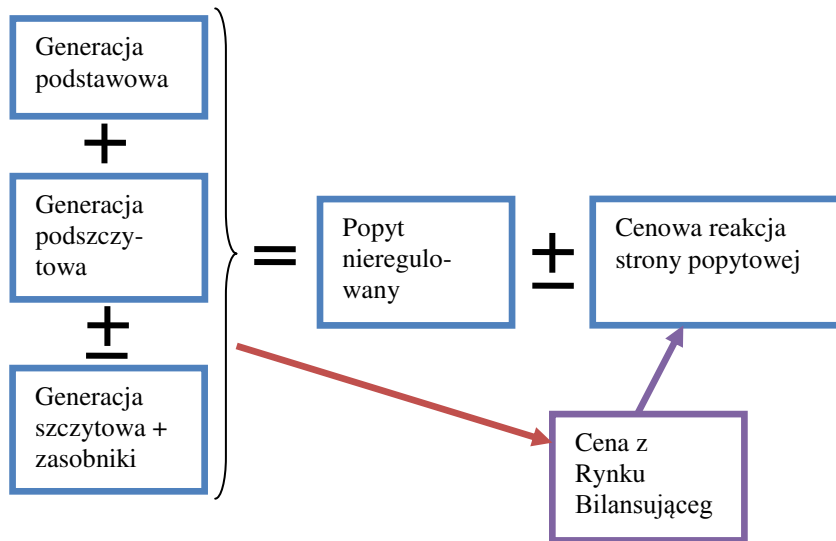 Generacja
podstawowa
+
Generacja
podszczy-
towa
±
Generacja
szczytowa +
zasobniki
=
Popyt
nieregulo-
wany
±
Cenowa reakcja
strony popytowej
Cena z
Rynku
Bilansująceg